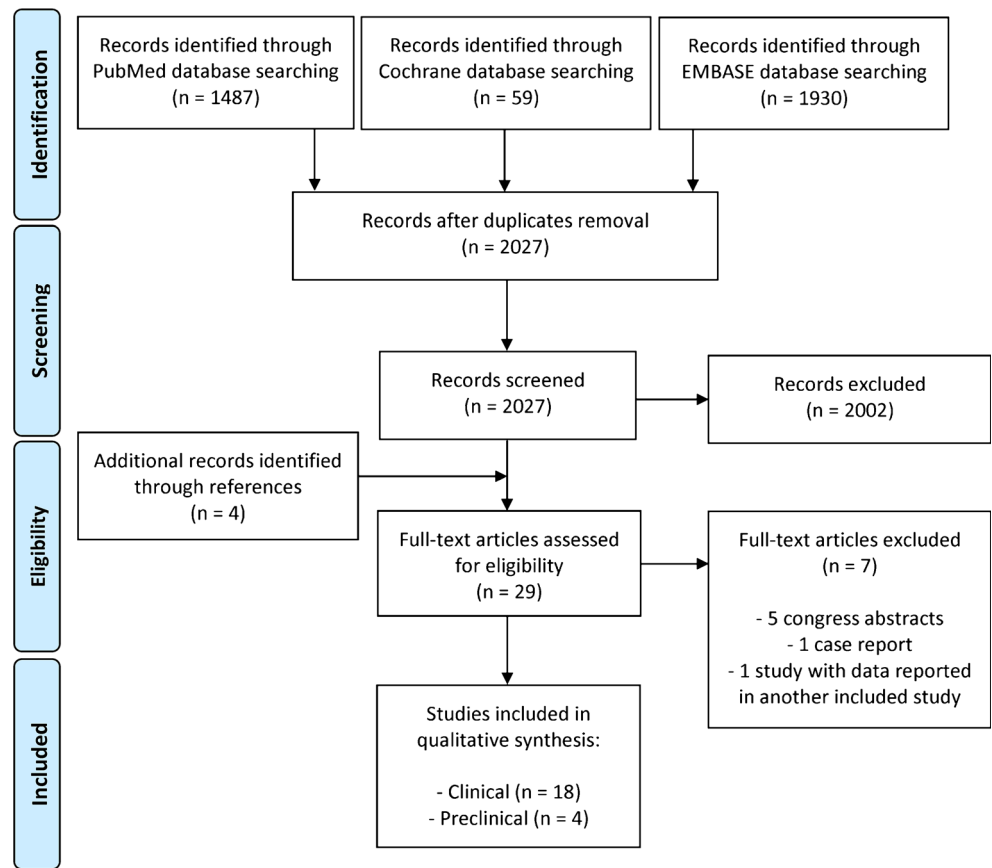 Identification
Records identified through
PubMed database searching
(n = 1487)
Records identified through
Cochrane database searching
(n = 59)
Records identified through
EMBASE database searching
(n = 1930)
Records after duplicates removal
(n = 2027)
Screening
Records screened
(n = 2027)
Records excluded
(n = 2002)
Eligibility
Additional records identified
through references
(n = 4)
Full-text articles assessed
for eligibility
(n = 29)
Full-text articles excluded
(n = 7)
- 5 congress abstracts
- 1 case report
- 1 study with data reported
in another included study
Included
Studies included in
qualitative synthesis:
- Clinical (n = 18)
- Preclinical (n = 4)